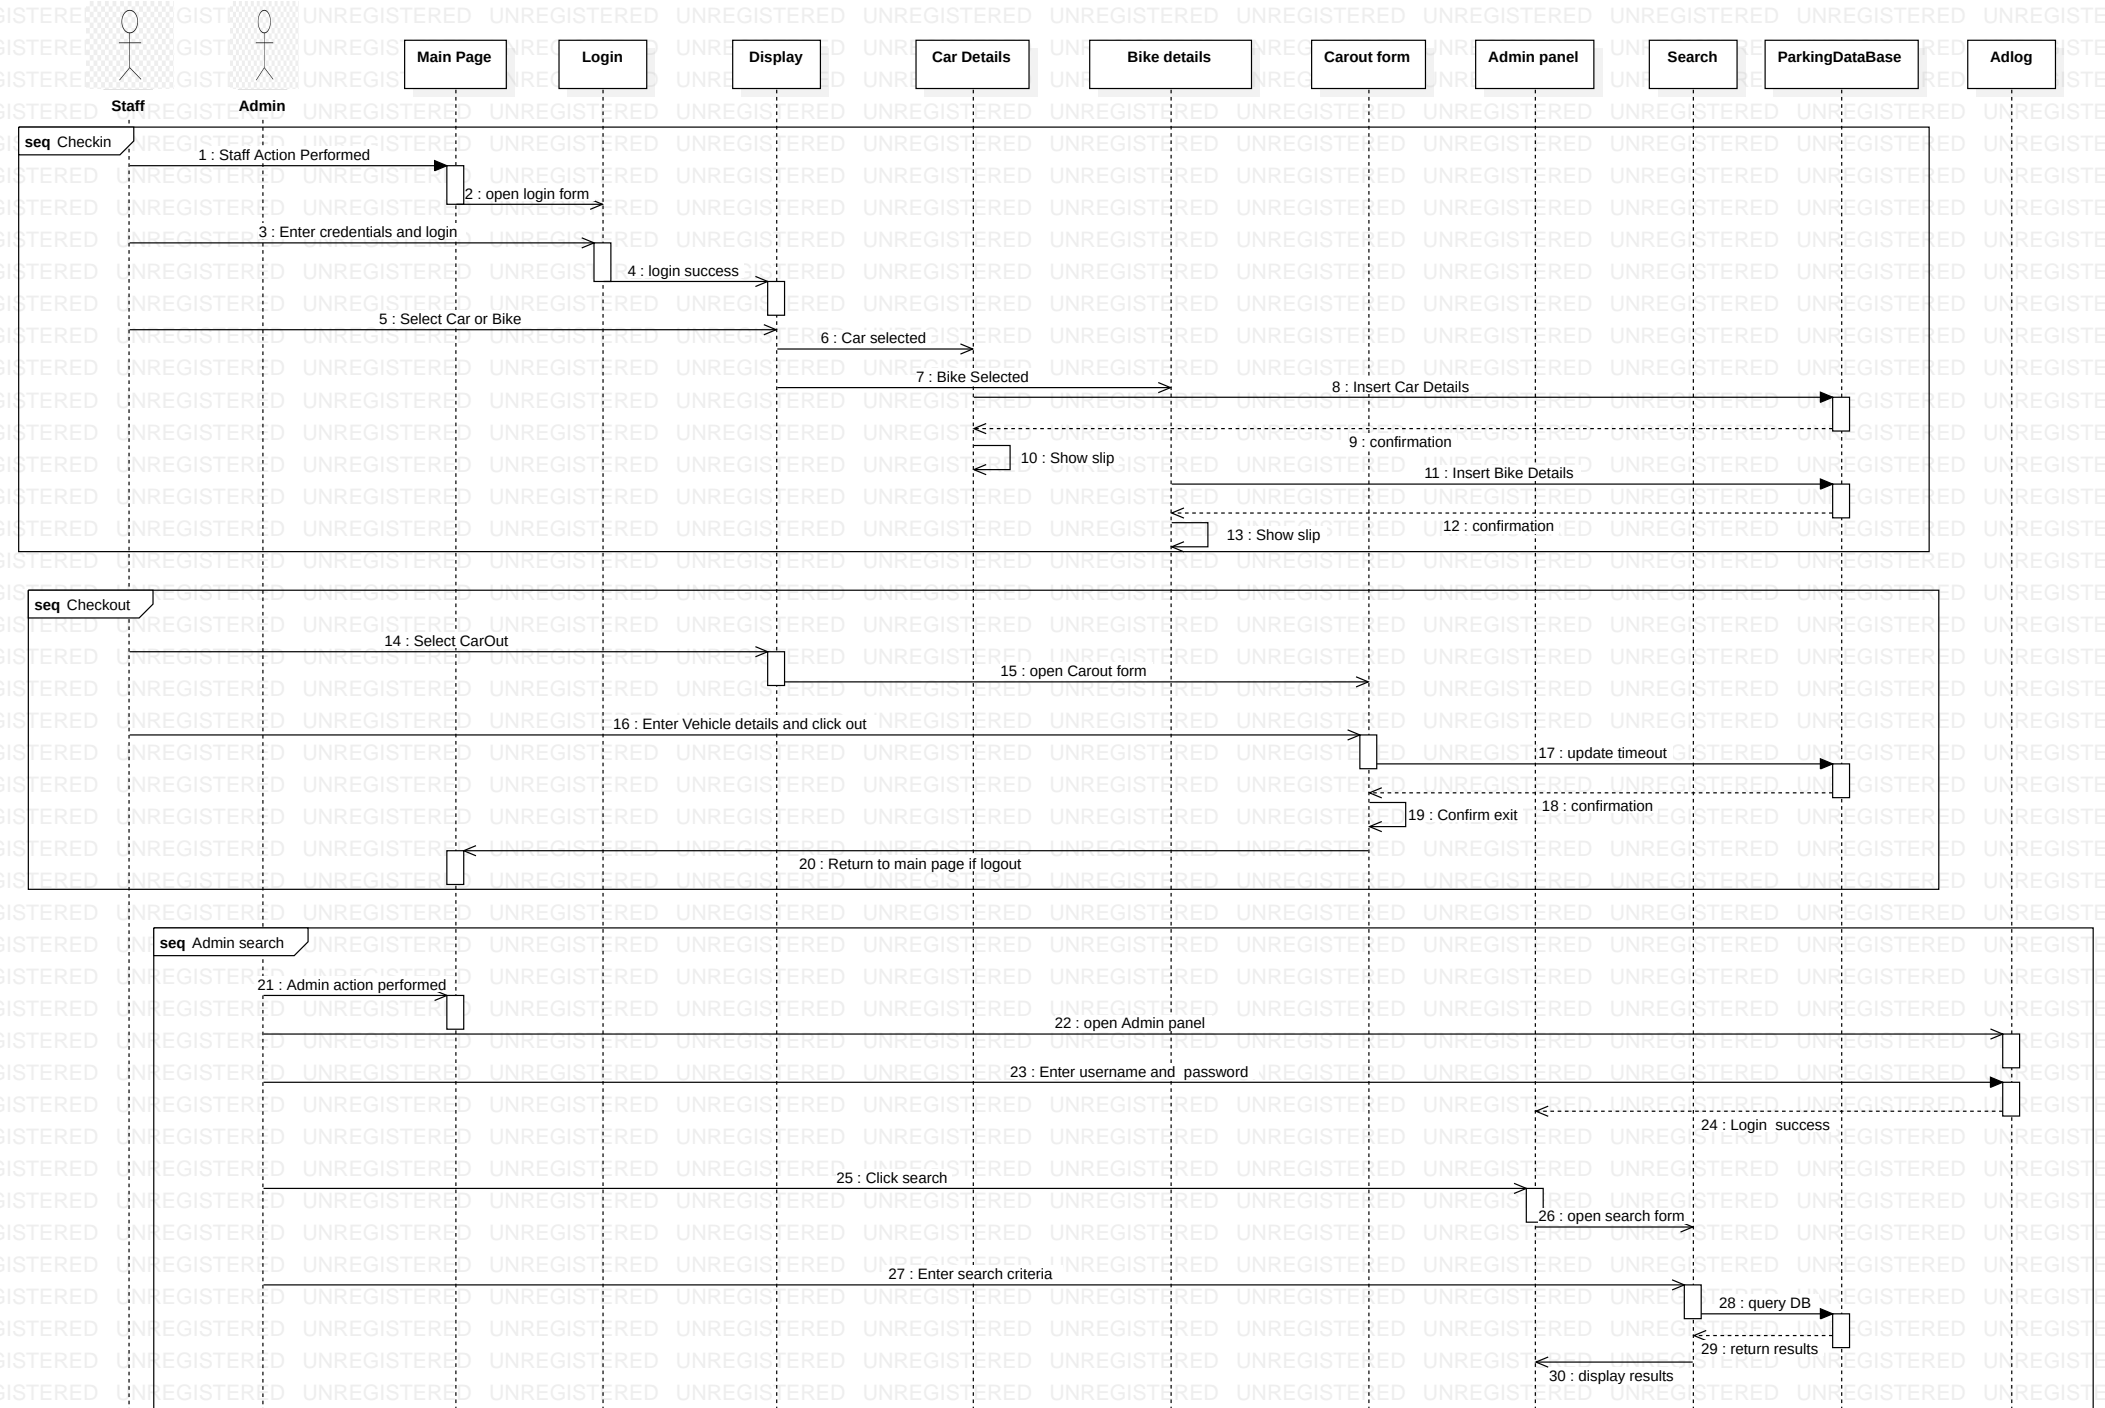 Staff
Admin
Main Page
Login
Display
Car Details
Bike details
Carout form
Admin panel
Search
ParkingDataBase
Adlog
seq Checkin
1 : Staff Action Performed
2 : open login form
3 : Enter credentials and login
4 : login success
5 : Select Car or Bike
6 : Car selected
7 : Bike Selected
8 : Insert Car Details
9 : confirmation
10 : Show slip
11 : Insert Bike Details
12 : confirmation
13 : Show slip
seq Checkout
14 : Select CarOut
15 : open Carout form
16 : Enter Vehicle details and click out
17 : update timeout
18 : confirmation
19 : Confirm exit
20 : Return to main page if logout
seq Admin search
21 : Admin action performed
22 : open Admin panel
23 : Enter username and  password
24 : Login  success
25 : Click search
26 : open search form
27 : Enter search criteria
28 : query DB
29 : return results
30 : display results
UNREGISTERED